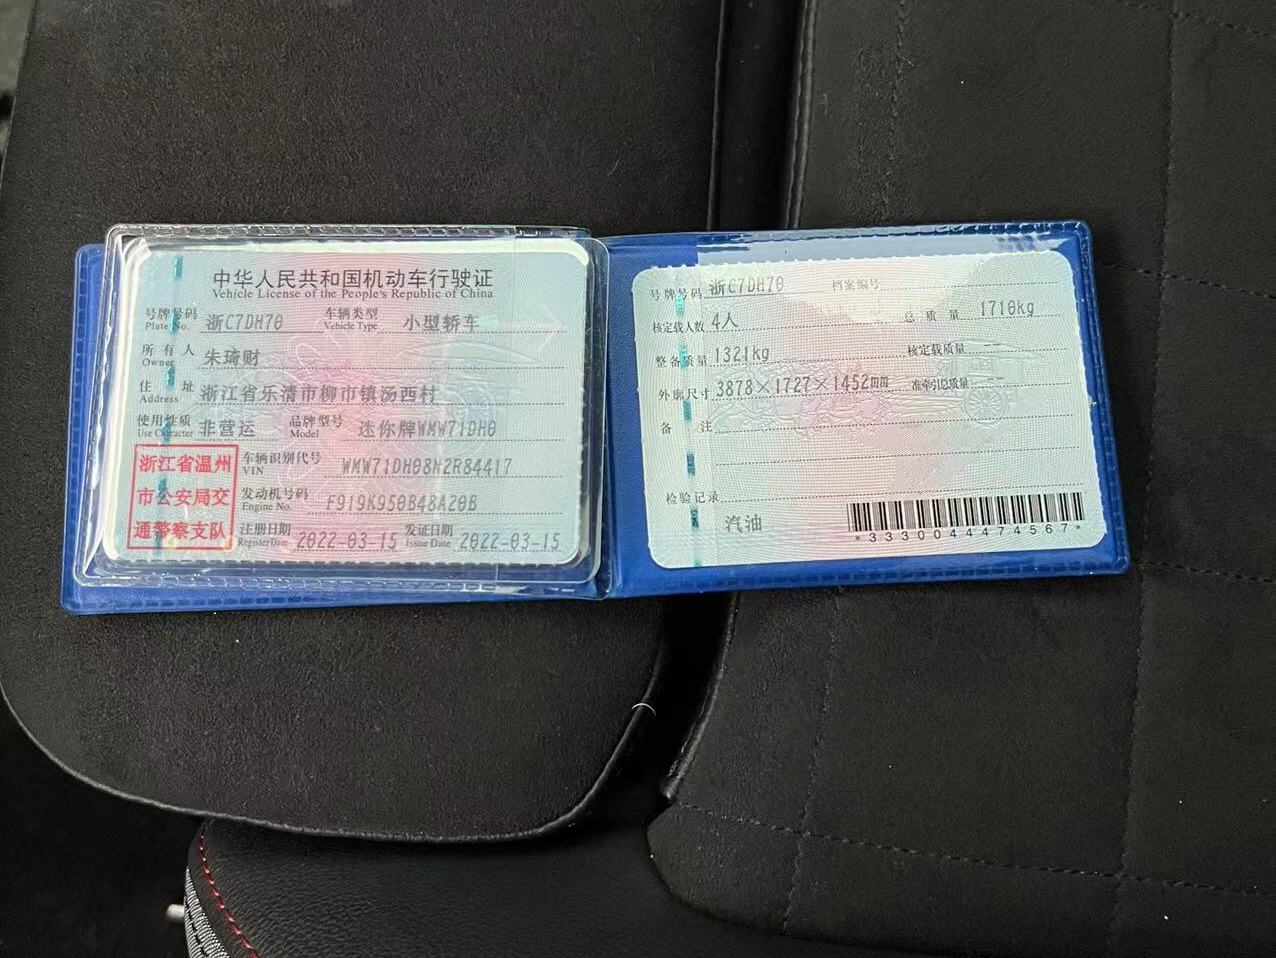 中华人民共和国机动车行驶证
Vehicle License of the People's Republic of China
号牌号码 浙C7DH70 车辆类型 小型轿车
Plate No. Vehicle Type
所有人 朱琦财
Owner
住址 浙江省乐清市柳市镇汤西村
Address
使用性质 非营运 品牌型号 迷你牌WMW71DH0
Use Character Model
浙江省温州
市公安局交
通警察支队
车辆识别代号 WMW71DH08N2R84417
VIN
发动机号码 F919K950B48A20B
Engine No.
注册日期 2022-03-15 发证日期 2022-03-15
Register Date Issue Date
号牌号码 浙C7DH70 档案编号
核定载人数 4人 总质量 1710kg
整备质量 1321kg 核定载质量 --
外廓尺寸 3878×1727×1452mm 准牵引总质量 --
备注
检验记录
汽油
*3330044474567*